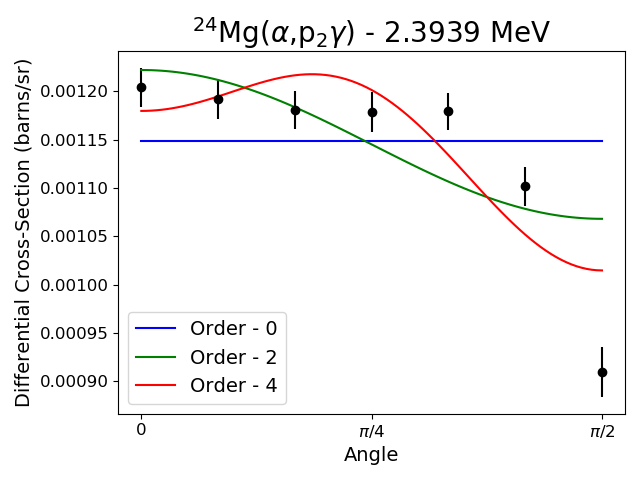 ²⁴Mg(α,p₂γ) - 2.3939 MeV
Differential Cross-Section (barns/sr)
0.00120
0.00115
0.00110
0.00105
0.00100
0.00095
0.00090
Order - 0
Order - 2
Order - 4
0
π/4
π/2
Angle